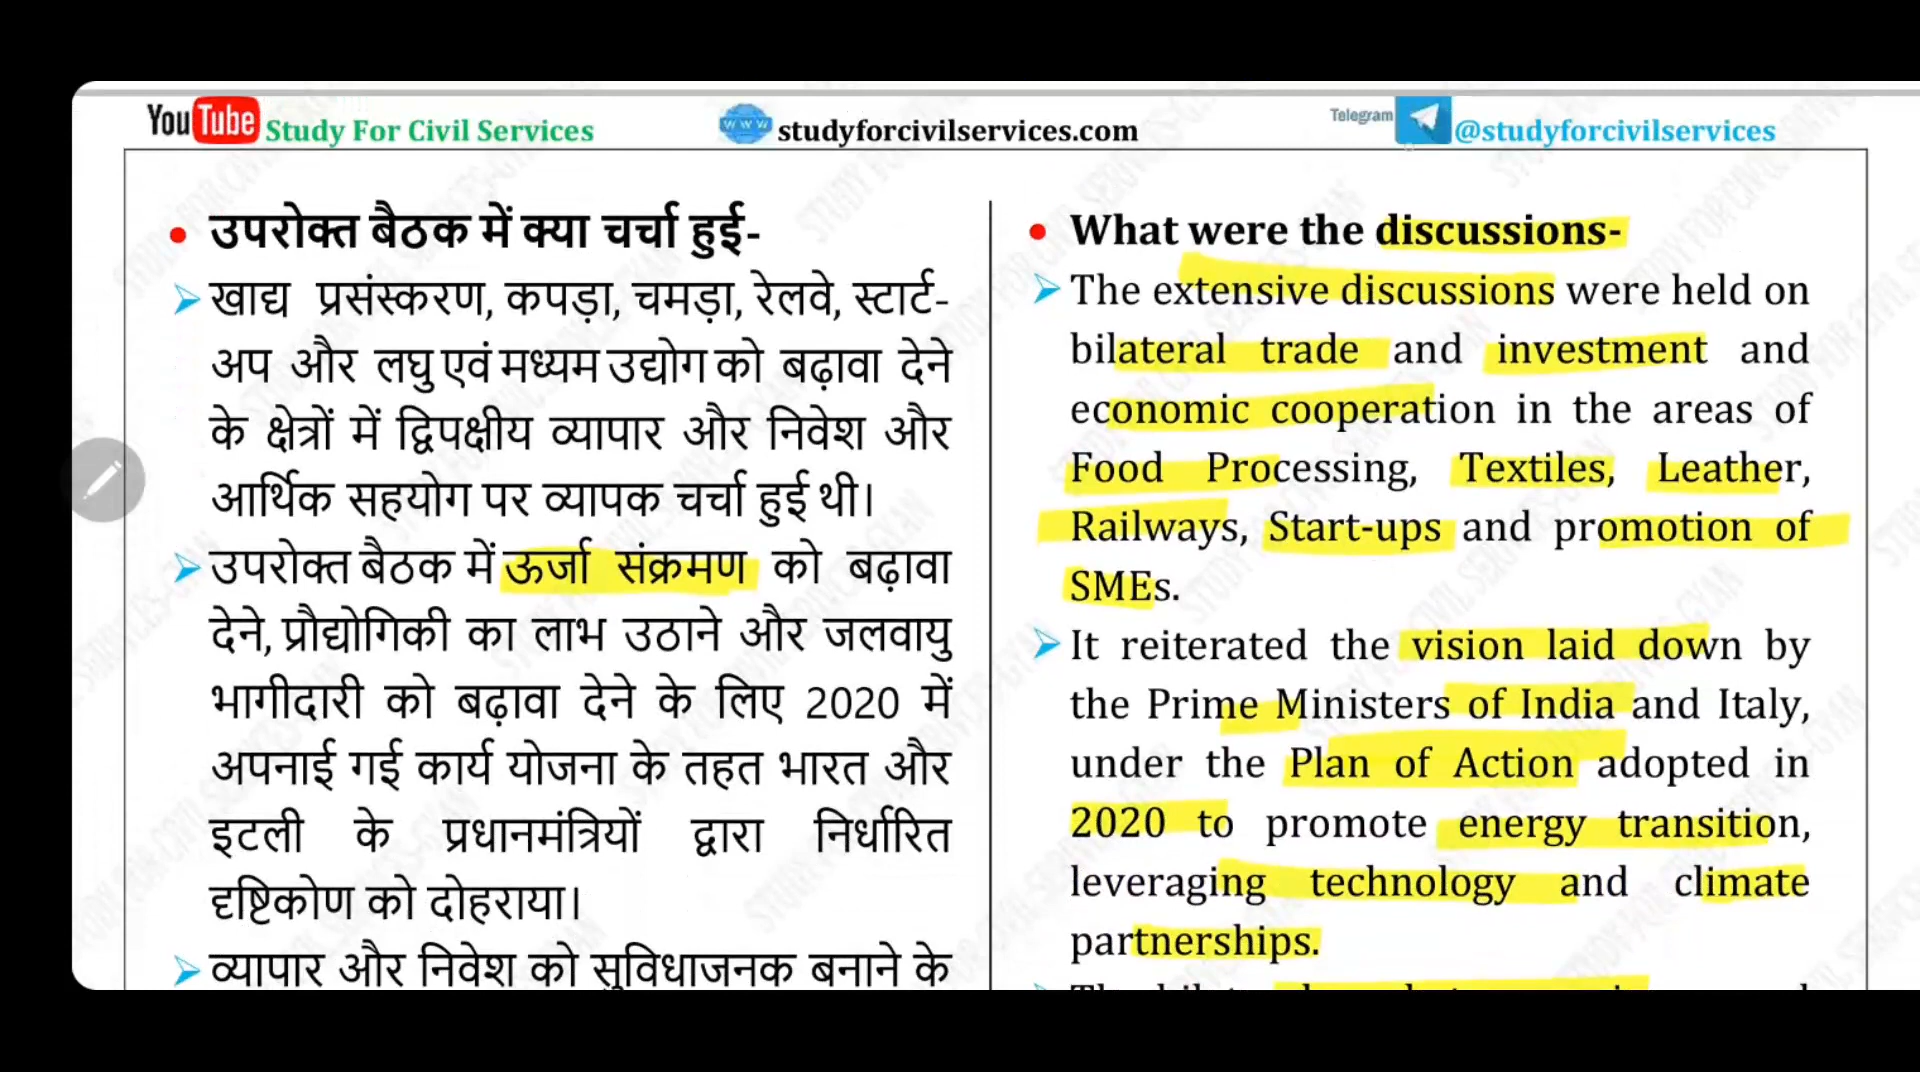 YouTube Study For Civil Services
www studyforcivilservices.com
Telegram @studyforcivilservices
• उपरोक्त बैठक में क्या चर्चा हुई-
➢ खाद्य प्रसंस्करण, कपड़ा, चमड़ा, रेलवे, स्टार्ट-
अप और लघु एवं मध्यम उद्योग को बढ़ावा देने
के क्षेत्रों में द्विपक्षीय व्यापार और निवेश और
आर्थिक सहयोग पर व्यापक चर्चा हुई थी।
➢ उपरोक्त बैठक में ऊर्जा संक्रमण को बढ़ावा
देने, प्रौद्योगिकी का लाभ उठाने और जलवायु
भागीदारी को बढ़ावा देने के लिए 2020 में
अपनाई गई कार्य योजना के तहत भारत और
इटली के प्रधानमंत्रियों द्वारा निर्धारित
दृष्टिकोण को दोहराया।
➢ व्यापार और निवेश को सुविधाजनक बनाने के
• What were the discussions-
➢ The extensive discussions were held on
bilateral trade and investment and
economic cooperation in the areas of
Food Processing, Textiles, Leather,
Railways, Start-ups and promotion of
SMEs.
➢ It reiterated the vision laid down by
the Prime Ministers of India and Italy,
under the Plan of Action adopted in
2020 to promote energy transition,
leveraging technology and climate
partnerships.